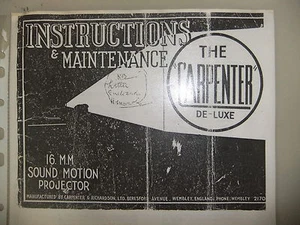 INSTRUCTIONS
& MAINTENANCE
THE
"CARPENTER"
DE-LUXE
16 MM
SOUND MOTION
PROJECTOR
MANUFACTURED BY CARPENTER & RICHARDSON, LTD. BERESFORD AVENUE, WEMBLEY, ENGLAND. PHONE, WEMBLEY 2170